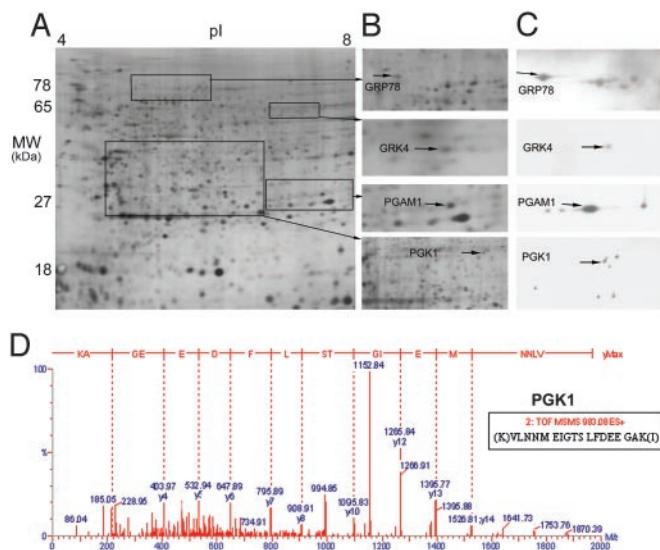 A
4
pI
8
B
C
78
65
MW
(kDa)
27
18
GRP78
GRP78
GRK4
GRK4
PGAM1
PGAM1
PGK1
PGK1
D
KA GE E D F L ST GI E M NNLV yMax
100
%
0
1152.84
1265.84
y12
1266.91
403.97
y4
532.94
647.89
y6
795.89
y7
908.91
y8
994.85
1095.83
y10
1395.77
y13
1395.88
185.05
228.95
86.04
734.91
1526.81 y14
1641.73
1753.76
1870.39
0 200 400 600 800 1000 1200 1400 1600 1800 2000
PGK1
2: TOF MSMS 983.08ES+
(K)VLNNM EIGTS LFDEE GAK(I)